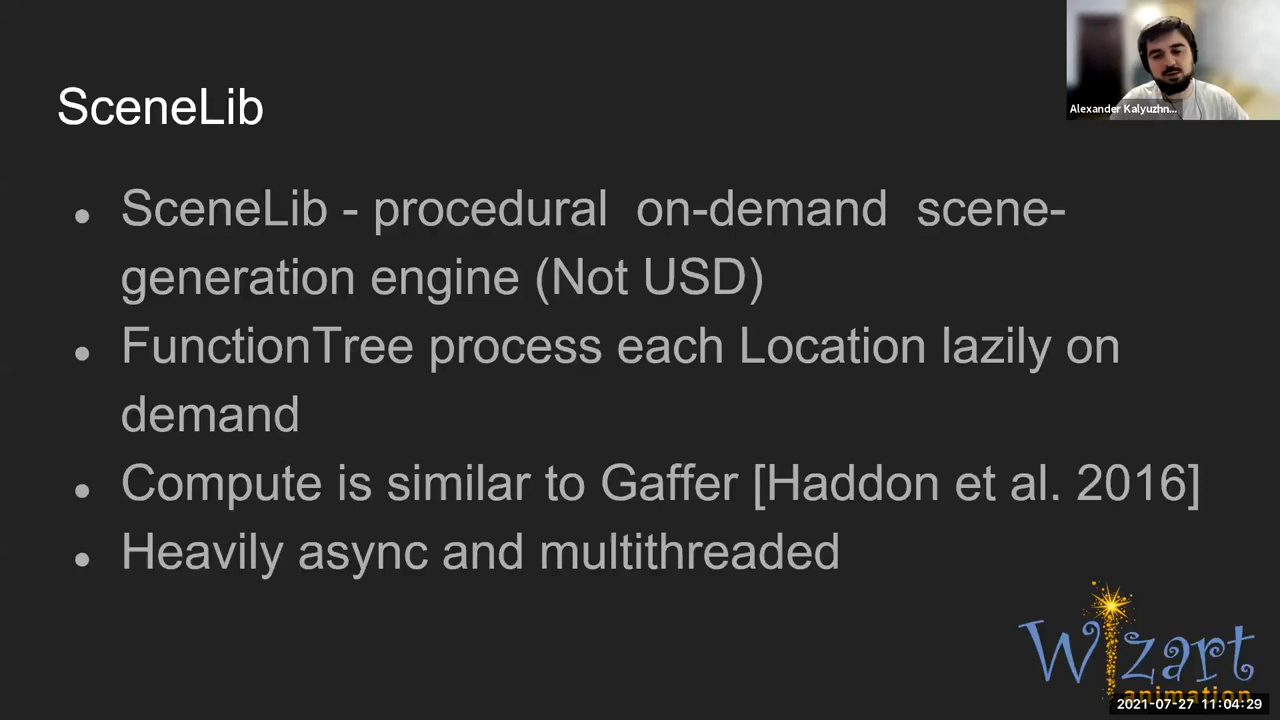 SceneLib
Alexander Kalyuzhn...
● SceneLib - procedural on-demand scene-
generation engine (Not USD)
● FunctionTree process each Location lazily on
demand
● Compute is similar to Gaffer [Haddon et al. 2016]
● Heavily async and multithreaded
Wizart
animation
2021-07-27 11:04:29